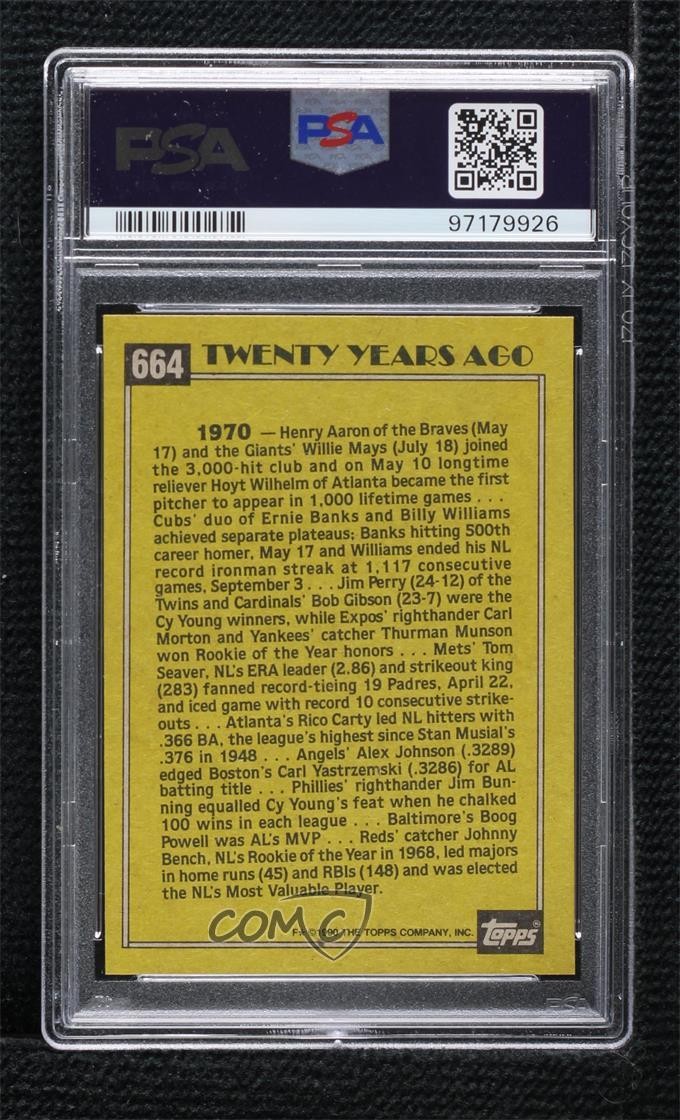 PSA
PSA
97179926
664 TWENTY YEARS AGO
1970 — Henry Aaron of the Braves (May
17) and the Giants' Willie Mays (July 18) joined
the 3,000-hit club and on May 10 longtime
reliever Hoyt Wilhelm of Atlanta became the first
pitcher to appear in 1,000 lifetime games . . .
Cubs' duo of Ernie Banks and Billy Williams
achieved separate plateaus; Banks hitting 500th
career homer, May 17 and Williams ended his NL
record ironman streak at 1,117 consecutive
games, September 3 . . . Jim Perry (24-12) of the
Twins and Cardinals' Bob Gibson (23-7) were the
Cy Young winners, while Expos' righthander Carl
Morton and Yankees' catcher Thurman Munson
won Rookie of the Year honors . . . Mets' Tom
Seaver, NL's ERA leader (2.86) and strikeout king
(283) fanned record-tieing 19 Padres, April 22,
and iced game with record 10 consecutive strike-
outs . . . Atlanta's Rico Carty led NL hitters with
.366 BA, the league's highest since Stan Musial's
.376 in 1948 . . . Angels' Alex Johnson (.3289)
edged Boston's Carl Yastrzemski (.3286) for AL
batting title . . . Phillies' righthander Jim Bun-
ning equalled Cy Young's feat when he chalked
100 wins in each league . . . Baltimore's Boog
Powell was AL's MVP . . . Reds' catcher Johnny
Bench, NL's Rookie of the Year in 1968, led majors
in home runs (45) and RBIs (148) and was elected
the NL's Most Valuable Player.
COMC
F* ©1990 THE TOPPS COMPANY, INC. topps®
PSA